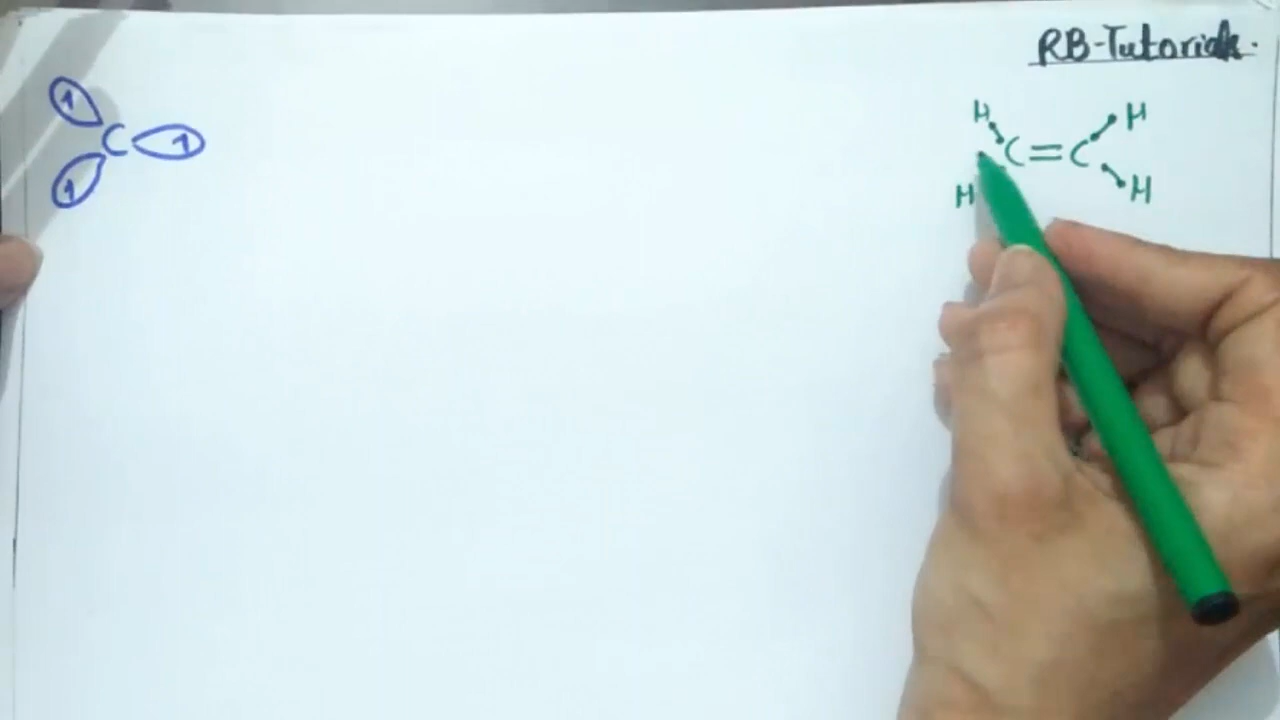 RB-Tutorials.
1
C 1
1
H H
C=C
H H